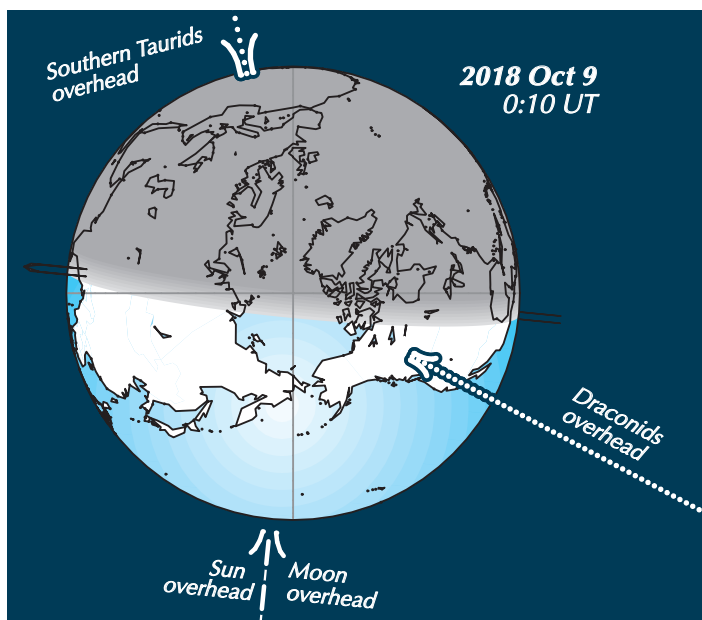 Southern Taurids
overhead
2018 Oct 9
0:10 UT
Draconids
overhead
Sun
overhead
Moon
overhead